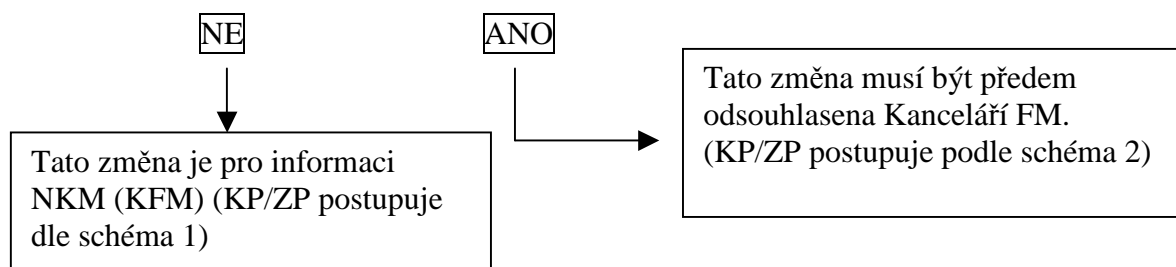 NE
ANO
Tato změna musí být předem
odsouhlasena Kanceláří FM.
(KP/ZP postupuje podle schéma 2)
Tato změna je pro informaci
NKM (KFM) (KP/ZP postupuje
dle schéma 1)